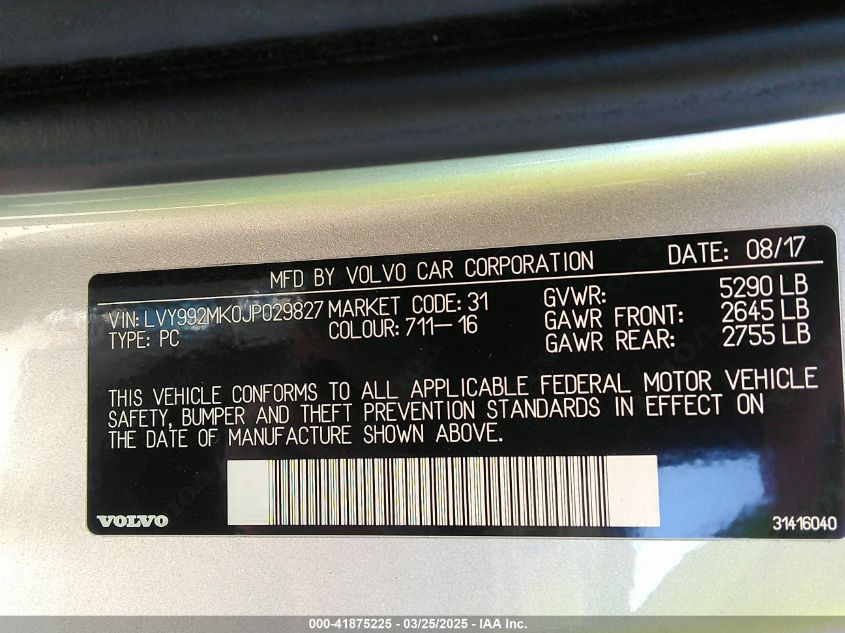 MFD BY VOLVO CAR CORPORATION DATE: 08/17
VIN: LVY992MK0JP029827 MARKET CODE: 31 GVWR: 5290 LB
TYPE: PC COLOUR: 711-16 GAWR FRONT: 2645 LB
GAWR REAR: 2755 LB
THIS VEHICLE CONFORMS TO ALL APPLICABLE FEDERAL MOTOR VEHICLE
SAFETY, BUMPER AND THEFT PREVENTION STANDARDS IN EFFECT ON
THE DATE OF MANUFACTURE SHOWN ABOVE.
VOLVO 31416040
000-41875225 - 03/25/2025 - IAA Inc.